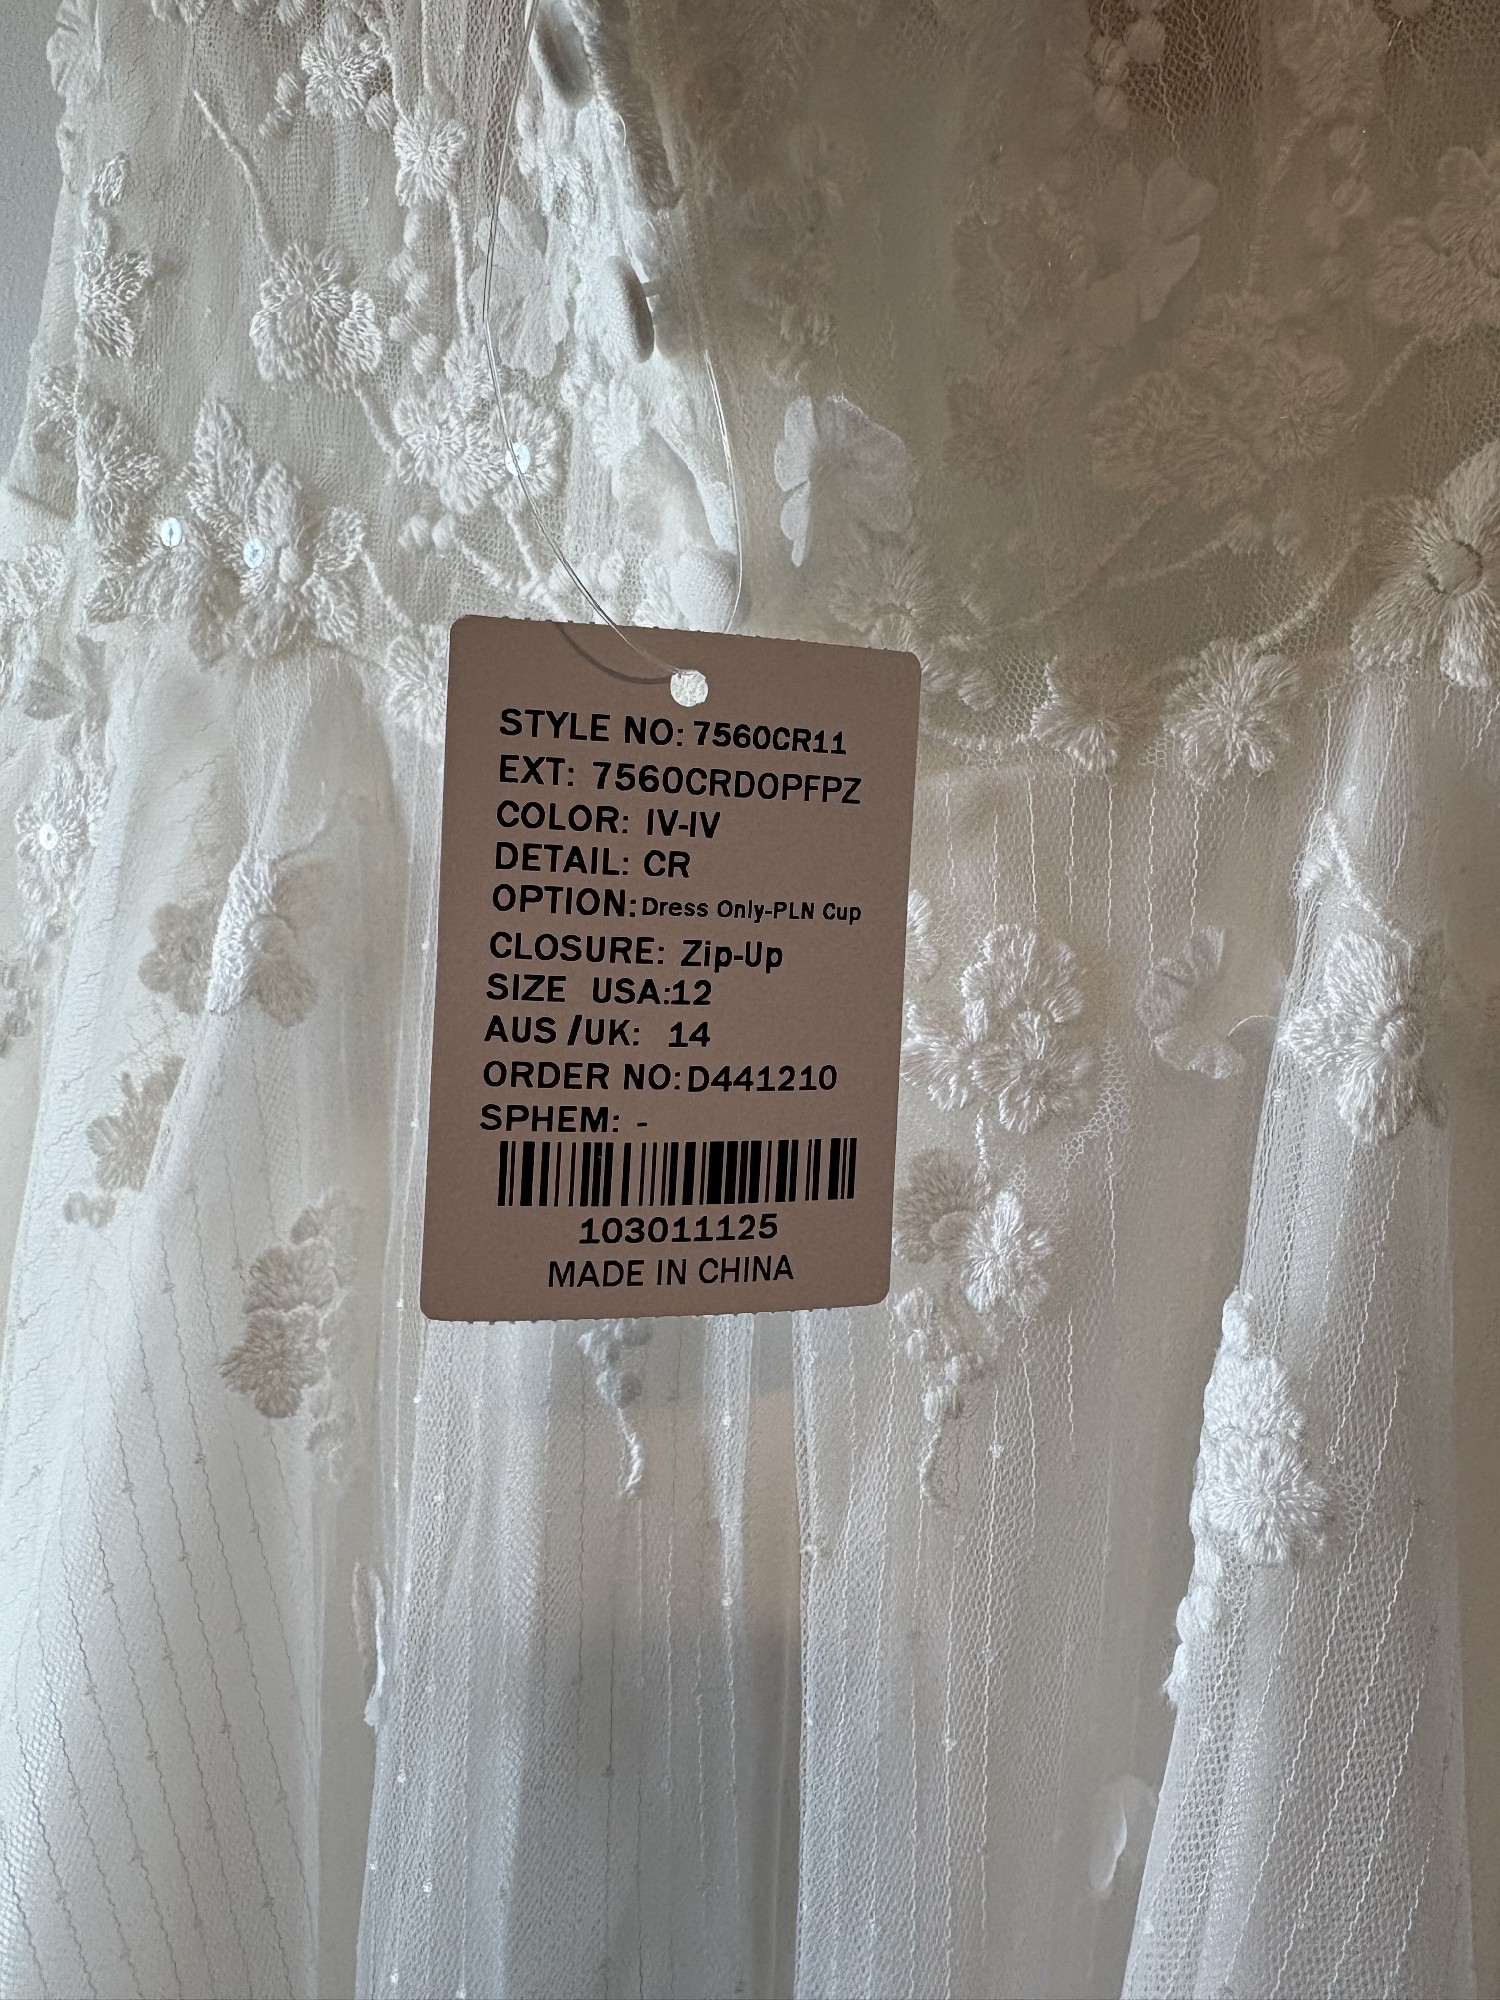 STYLE NO: 7560CR11
EXT: 7560CRDOPFPZ
COLOR: IV-IV
DETAIL: CR
OPTION: Dress Only-PLN Cup
CLOSURE: Zip-Up
SIZE USA:12
AUS /UK: 14
ORDER NO: D441210
SPHEM: -
103011125
MADE IN CHINA